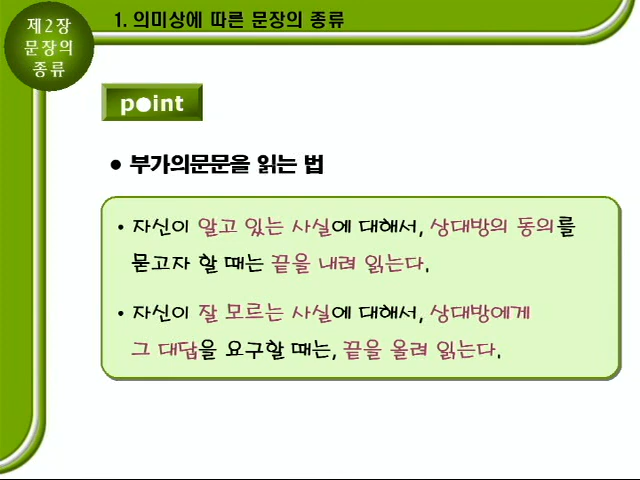 제2장
문장의
종류
1. 의미상에 따른 문장의 종류
point
● 부가의문문을 읽는 법
• 자신이 알고 있는 사실에 대해서, 상대방의 동의를
묻고자 할 때는 끝을 내려 읽는다.
• 자신이 잘 모르는 사실에 대해서, 상대방에게
그 대답을 요구할 때는, 끝을 올려 읽는다.